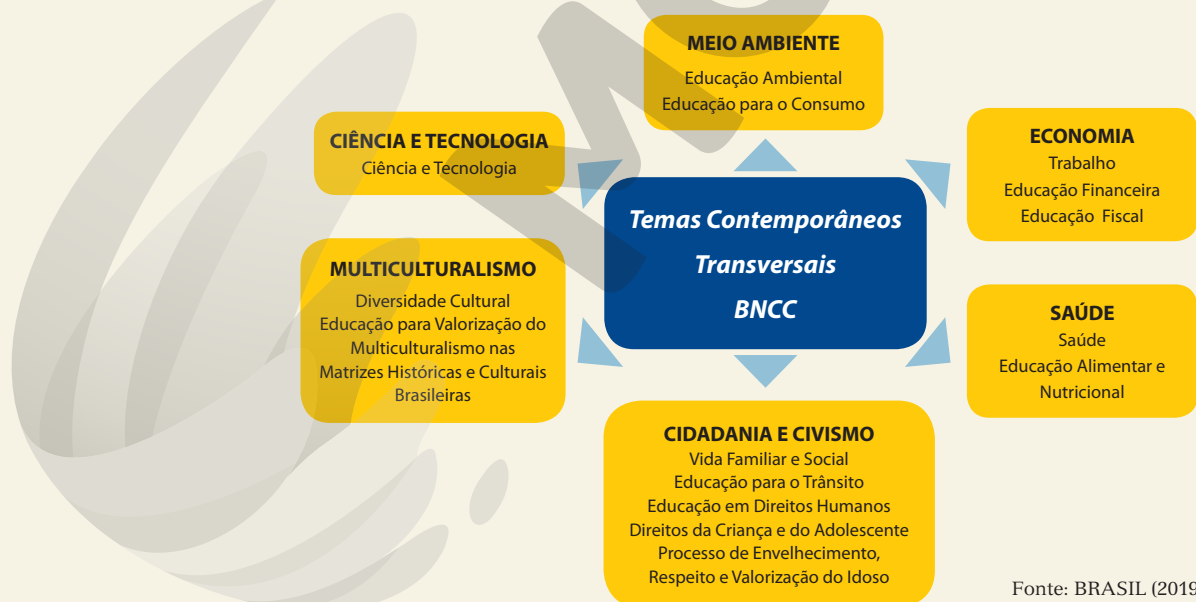 MEIO AMBIENTE
Educação Ambiental
Educação para o Consumo
CIÊNCIA E TECNOLOGIA
Ciência e Tecnologia
ECONOMIA
Trabalho
Educação Financeira
Educação Fiscal
Temas Contemporâneos
Transversais
BNCC
MULTICULTURALISMO
Diversidade Cultural
Educação para Valorização do
Multiculturalismo nas
Matrizes Históricas e Culturais
Brasileiras
SAÚDE
Saúde
Educação Alimentar e
Nutricional
CIDADANIA E CIVISMO
Vida Familiar e Social
Educação para o Trânsito
Educação em Direitos Humanos
Direitos da Criança e do Adolescente
Processo de Envelhecimento,
Respeito e Valorização do Idoso
Fonte: BRASIL (2019